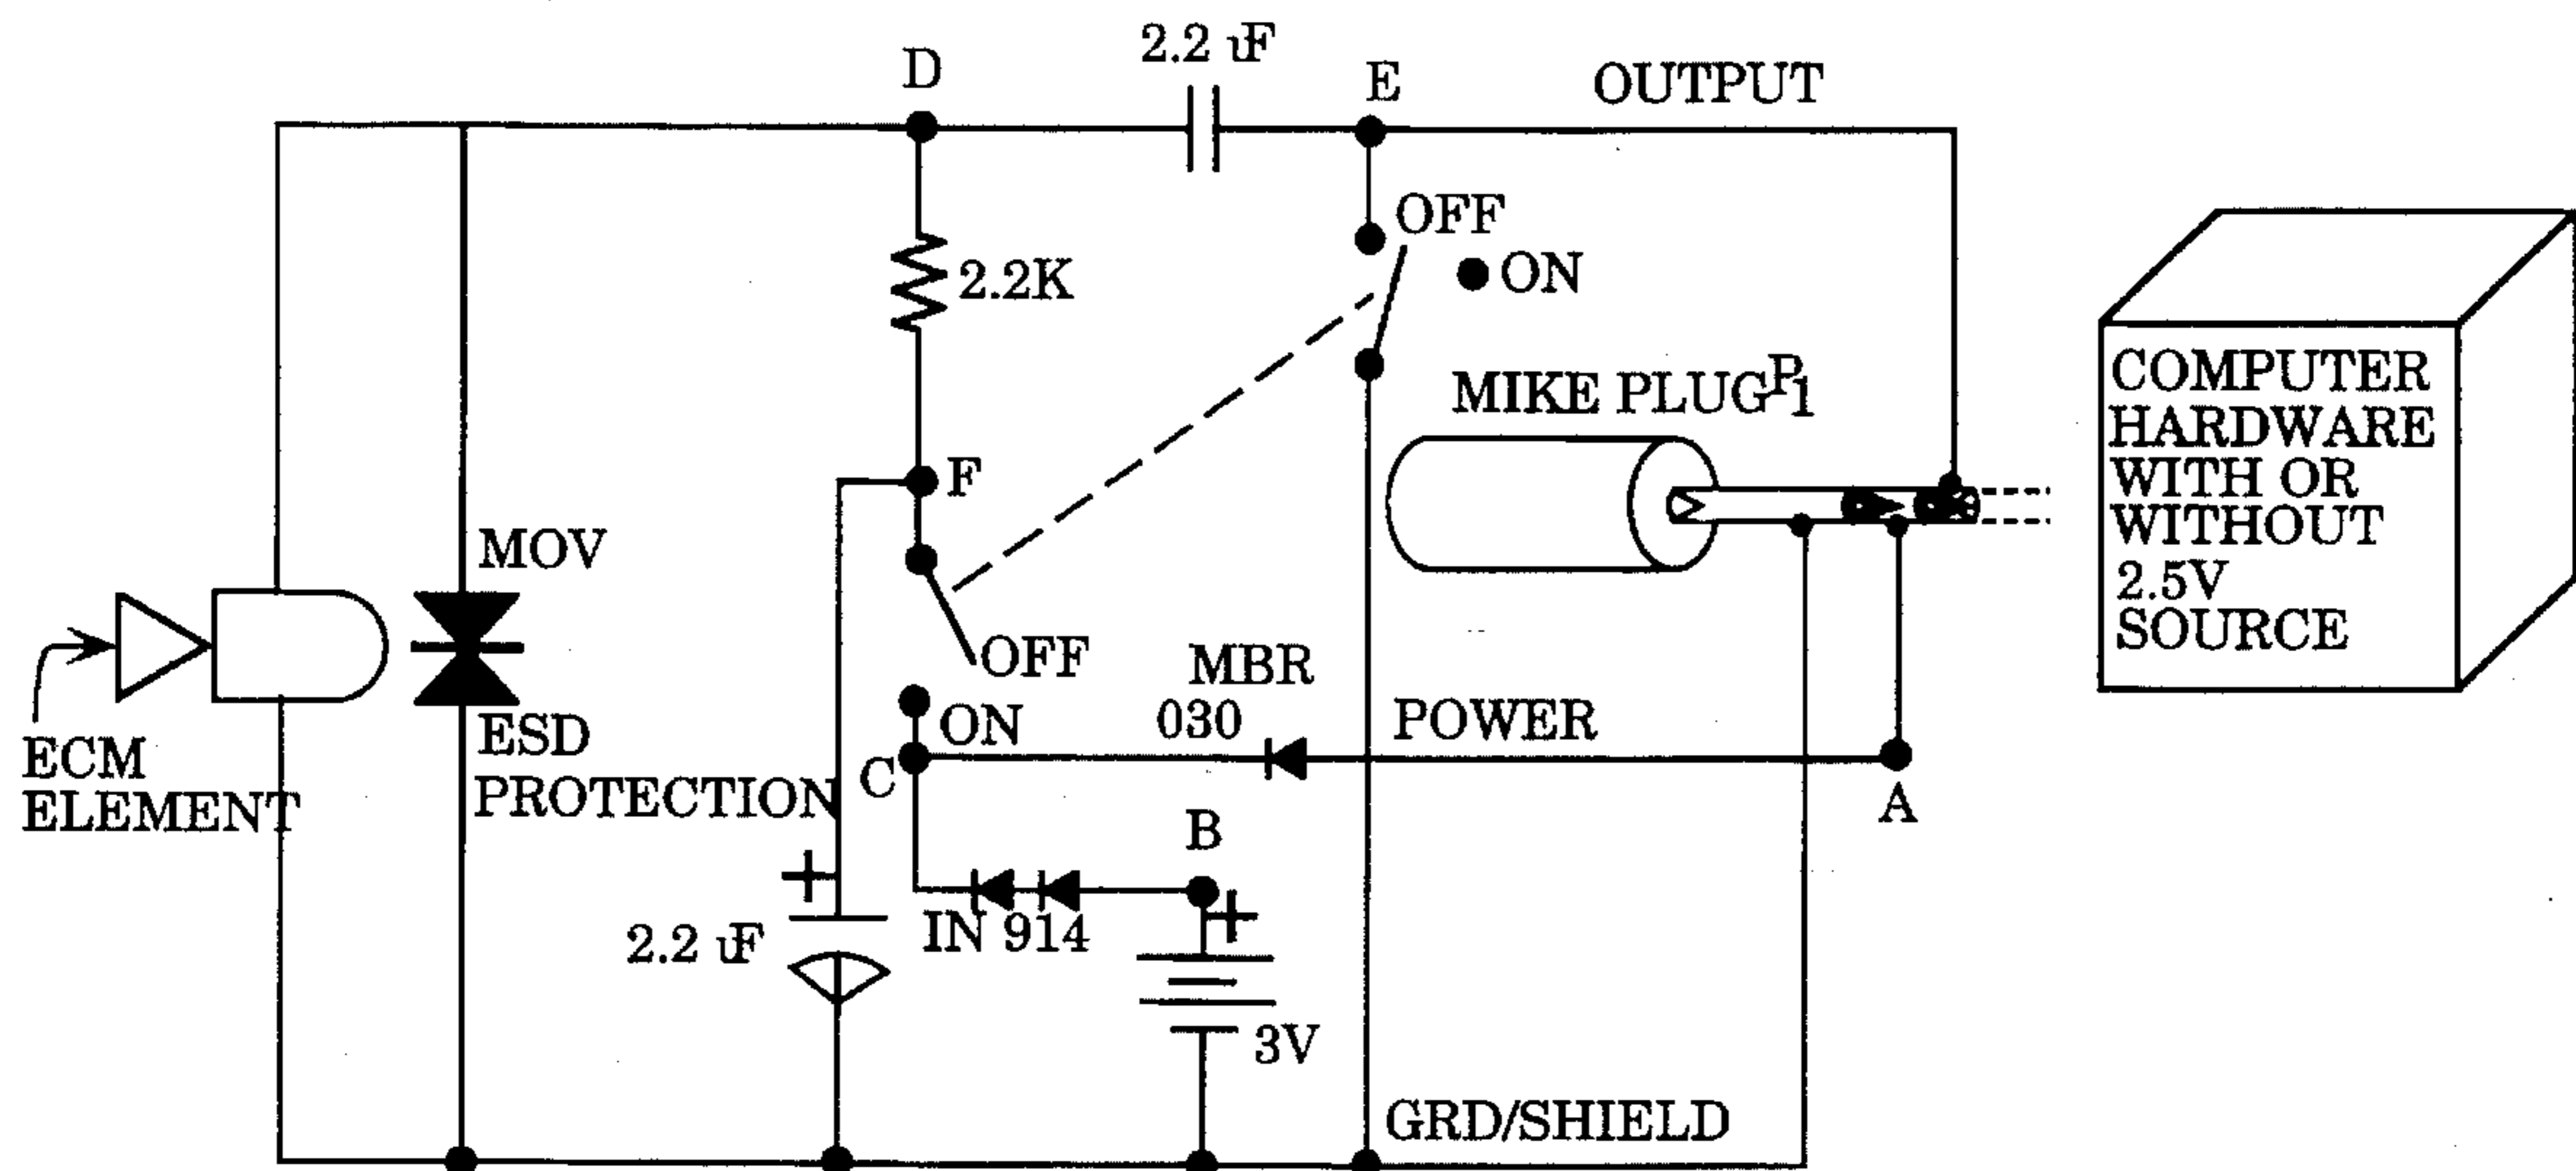 2.2 uF
D
E
OUTPUT
OFF
ON
2.2K
MIKE PLUG P1
COMPUTER
HARDWARE
WITH OR
WITHOUT
2.5V
SOURCE
F
MOV
OFF
MBR
030
POWER
ON
ECM
ELEMENT
ESD
PROTECTION
C
A
B
+
+
2.2 uF
IN 914
3V
GRD/SHIELD